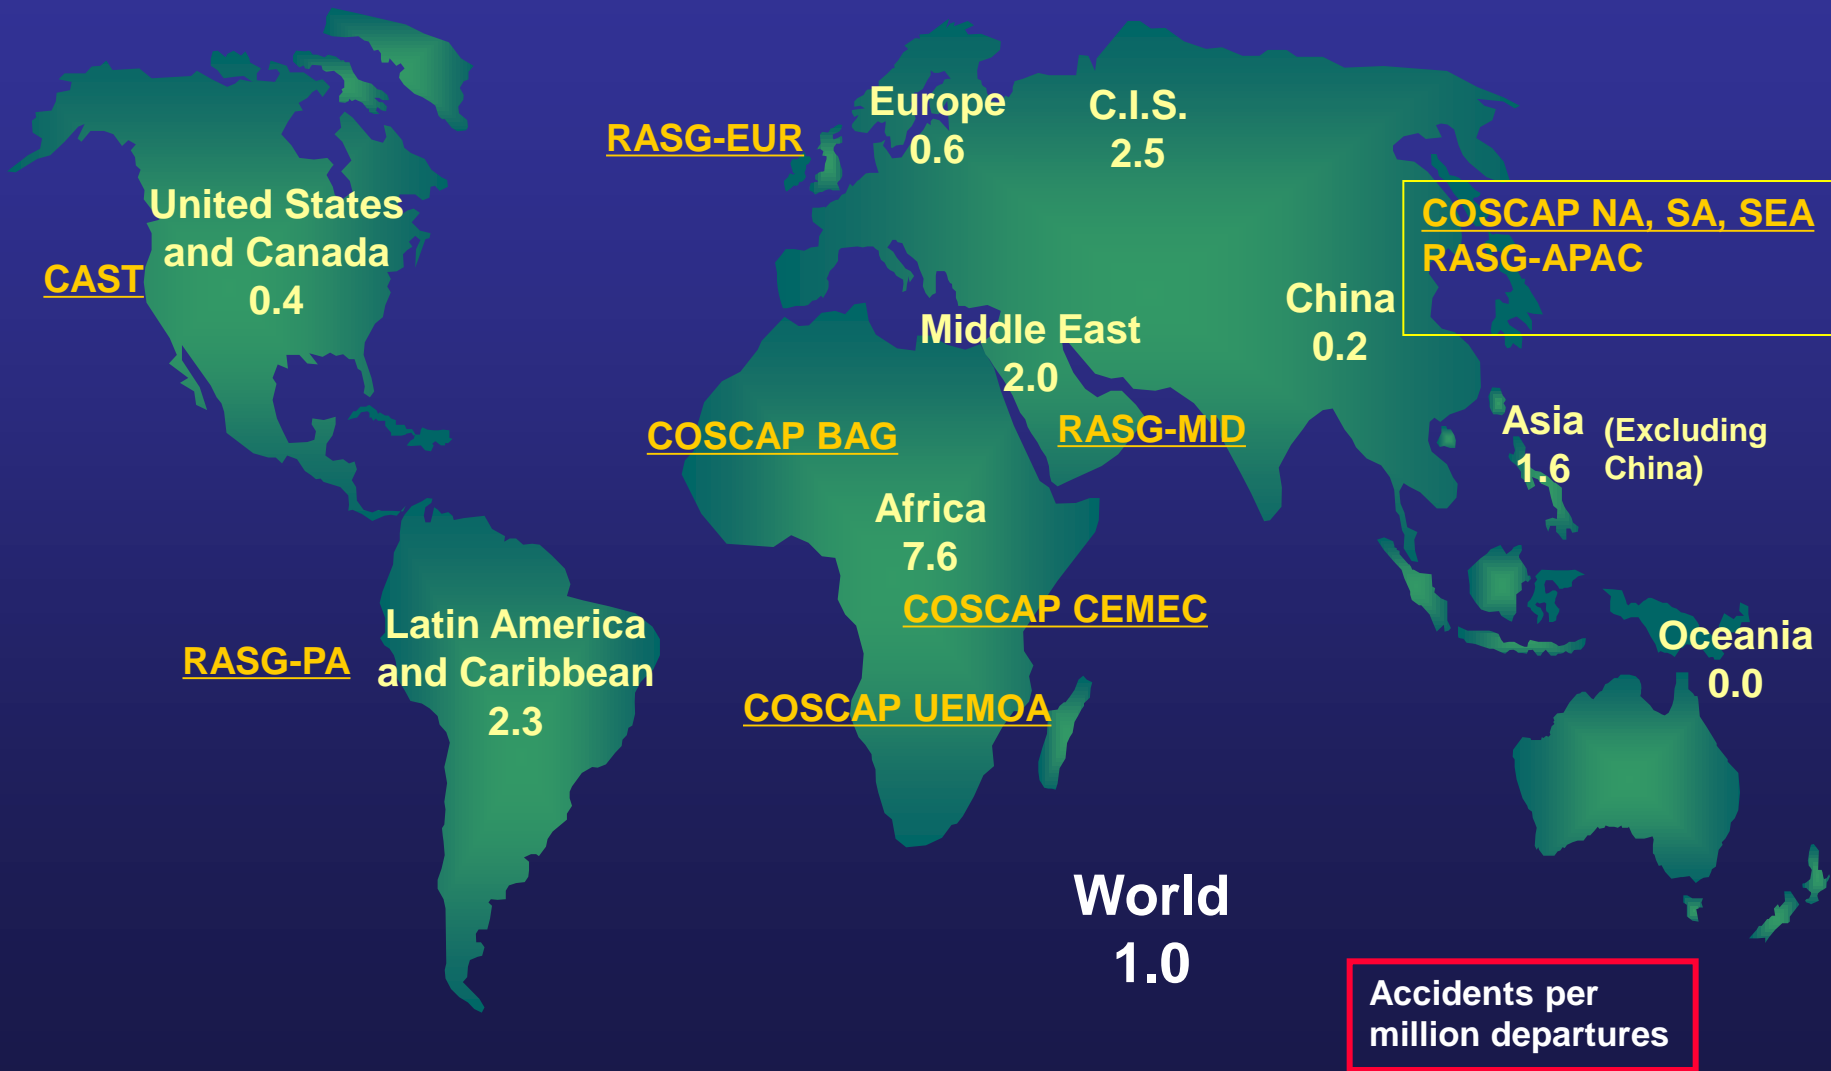 Europe
0.6
C.I.S.
2.5
RASG-EUR
United States
and Canada
0.4
CAST
COSCAP NA, SA, SEA
RASG-APAC
China
0.2
Middle East
2.0
RASG-MID
COSCAP BAG
Asia (Excluding
1.6 China)
Africa
7.6
COSCAP CEMEC
COSCAP UEMOA
Latin America
and Caribbean
2.3
RASG-PA
Oceania
0.0
World
1.0
Accidents per
million departures